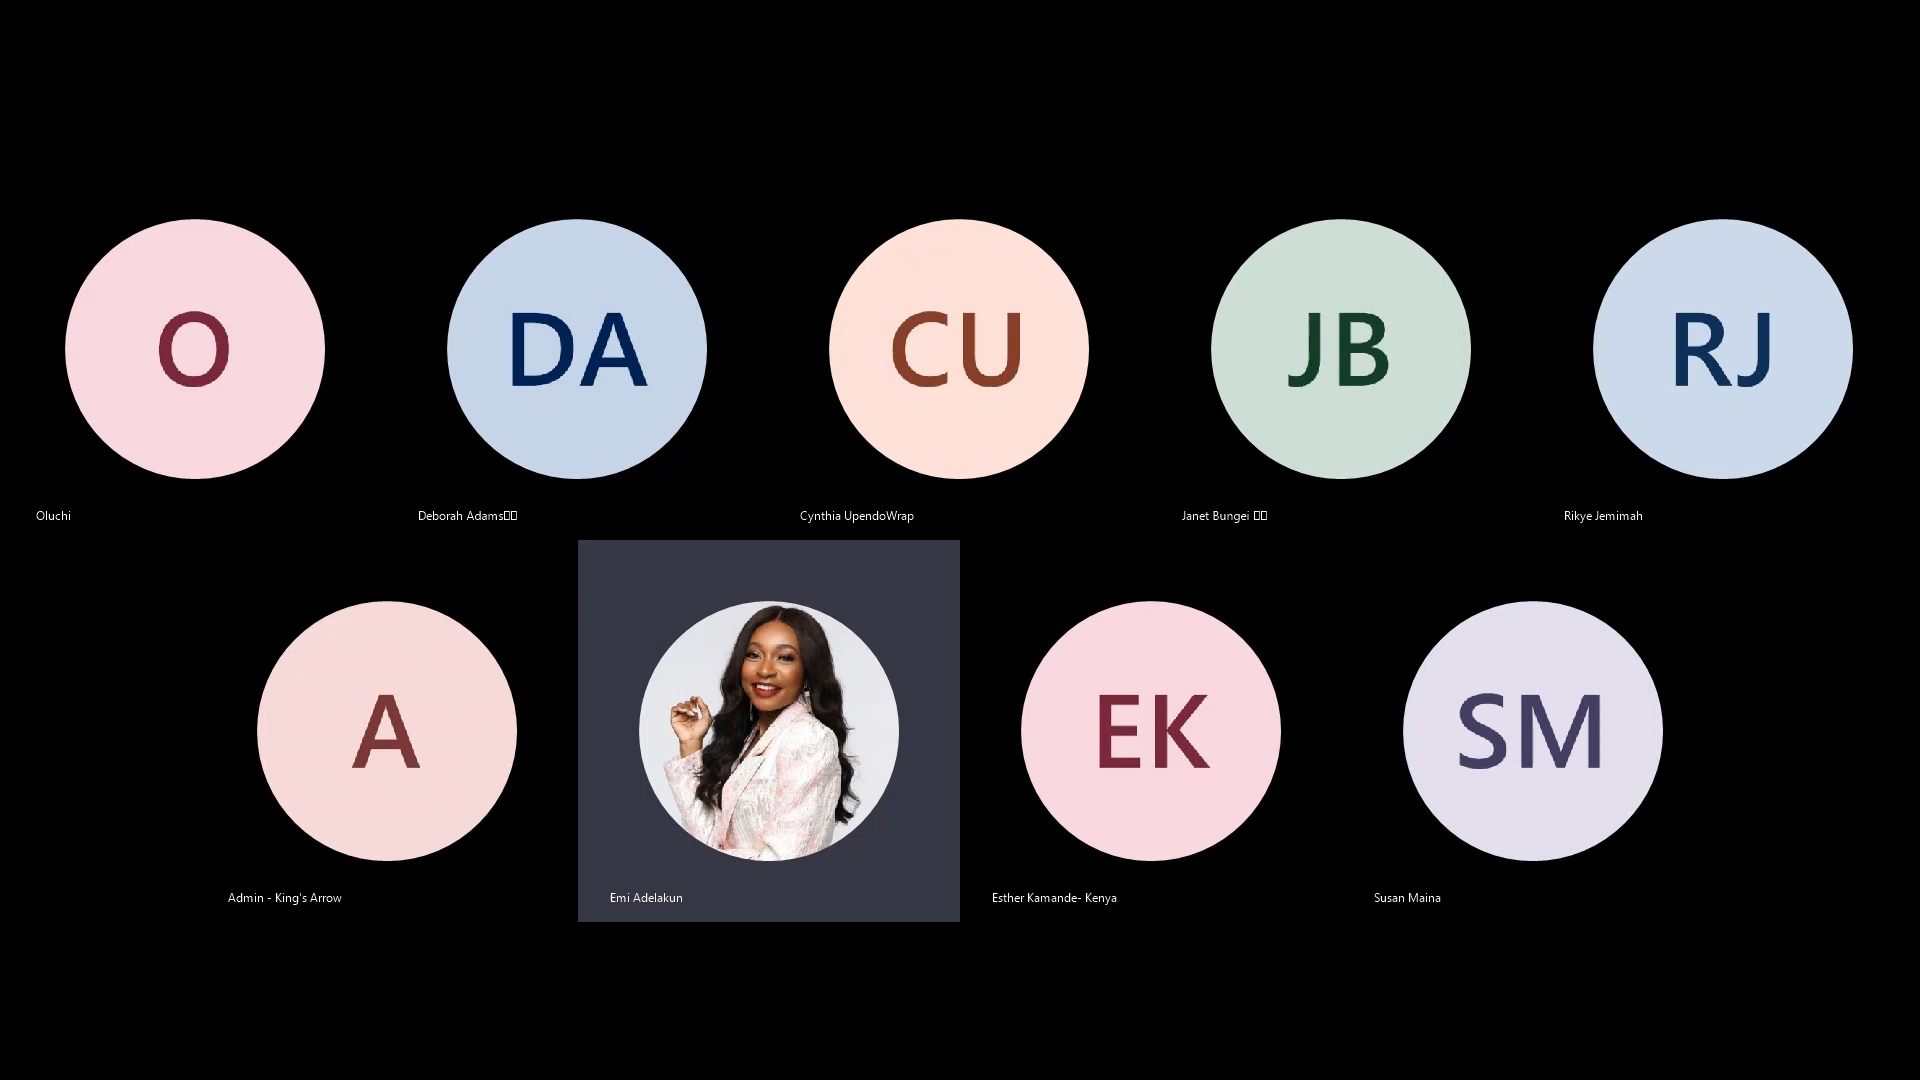 O
DA
CU
JB
RJ
Oluchi
Deborah Adams
Cynthia UpendoWrap
Janet Bungei
Rikye Jemimah
A
EK
SM
Admin - King's Arrow
Emi Adelakun
Esther Kamande- Kenya
Susan Maina